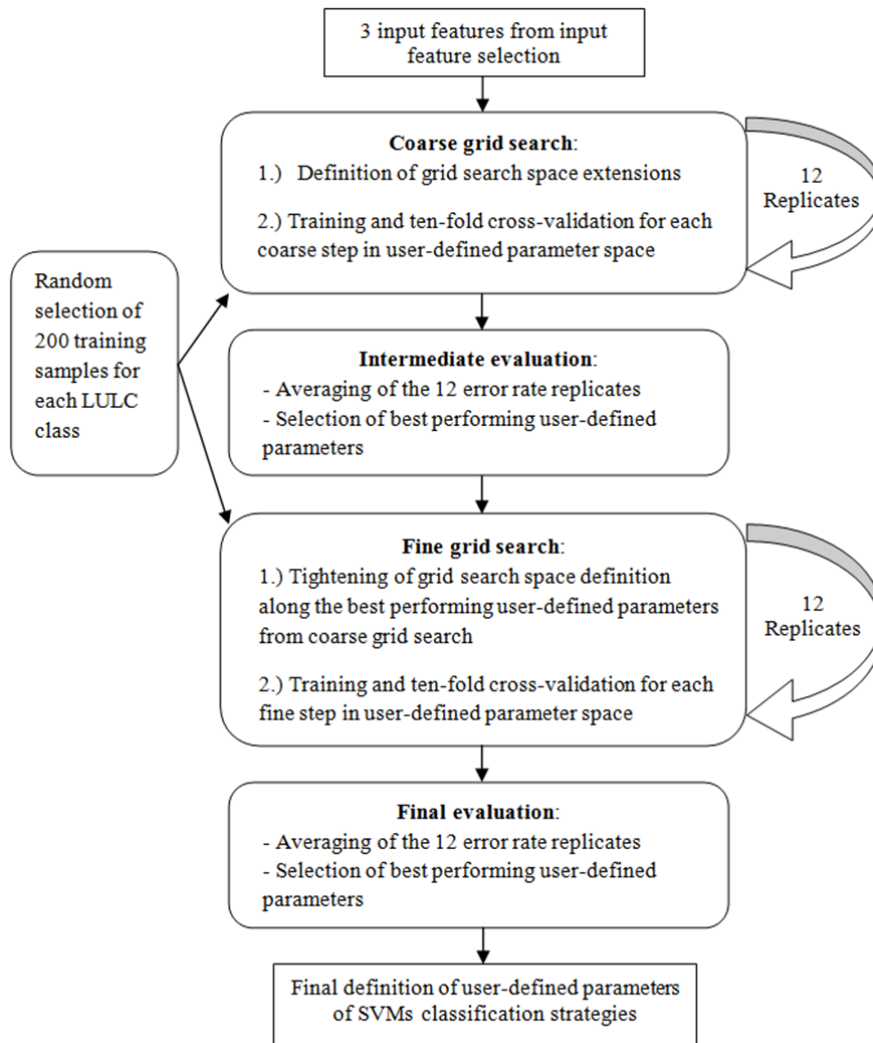 3 input features from input
feature selection
Coarse grid search:
1.) Definition of grid search space extensions
2.) Training and ten-fold cross-validation for each
coarse step in user-defined parameter space
12
Replicates
Random
selection of
200 training
samples for
each LULC
class
Intermediate evaluation:
- Averaging of the 12 error rate replicates
- Selection of best performing user-defined
parameters
Fine grid search:
1.) Tightening of grid search space definition
along the best performing user-defined parameters
from coarse grid search
2.) Training and ten-fold cross-validation for each
fine step in user-defined parameter space
12
Replicates
Final evaluation:
- Averaging of the 12 error rate replicates
- Selection of best performing user-defined
parameters
Final definition of user-defined parameters
of SVMs classification strategies